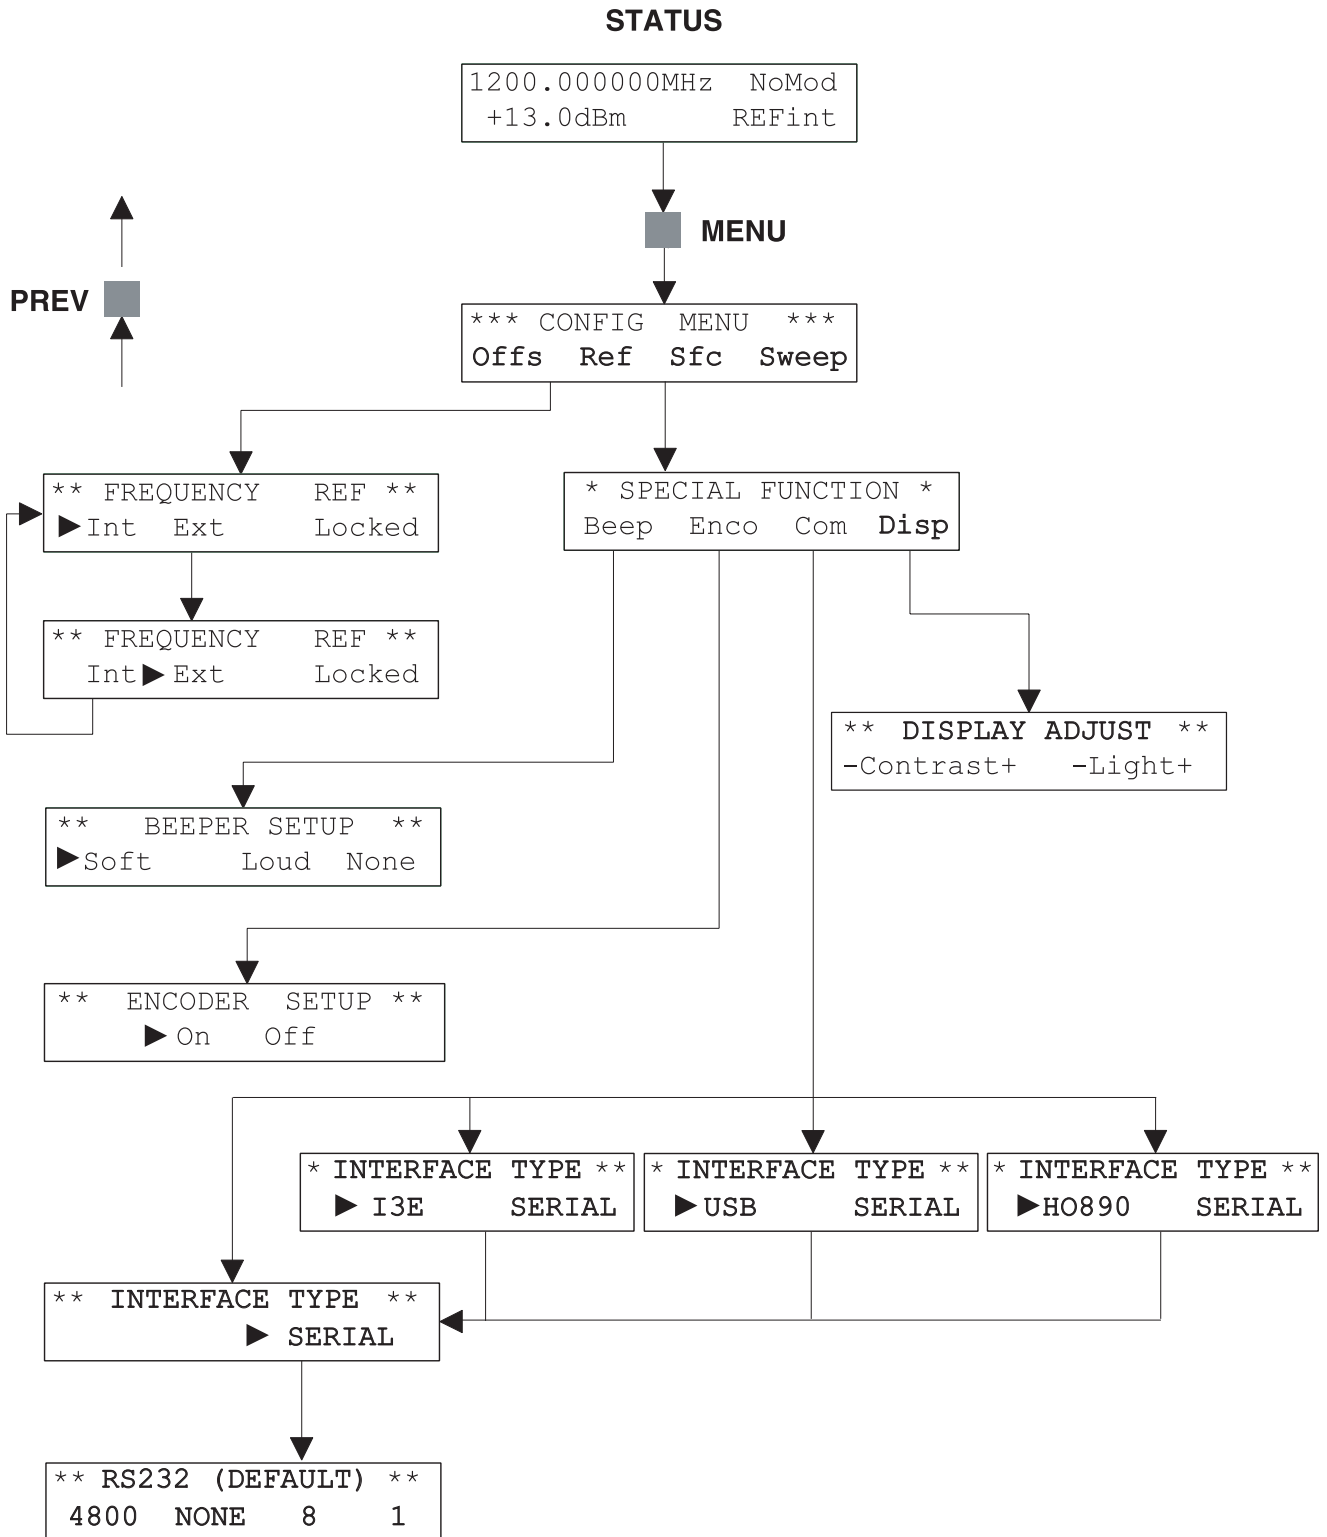 STATUS
1200.000000MHz NoMod
+13.0dBm REFint
MENU
PREV
*** CONFIG MENU ***
Offs Ref Sfc Sweep
** FREQUENCY REF **
▶Int Ext Locked
* SPECIAL FUNCTION *
Beep Enco Com Disp
** FREQUENCY REF **
Int▶Ext Locked
** DISPLAY ADJUST **
-Contrast+ -Light+
** BEEPER SETUP **
▶Soft Loud None
** ENCODER SETUP **
▶On Off
* INTERFACE TYPE **
▶ I3E SERIAL
* INTERFACE TYPE **
▶USB SERIAL
* INTERFACE TYPE **
▶HO890 SERIAL
** INTERFACE TYPE **
▶ SERIAL
** RS232 (DEFAULT) **
4800 NONE 8 1